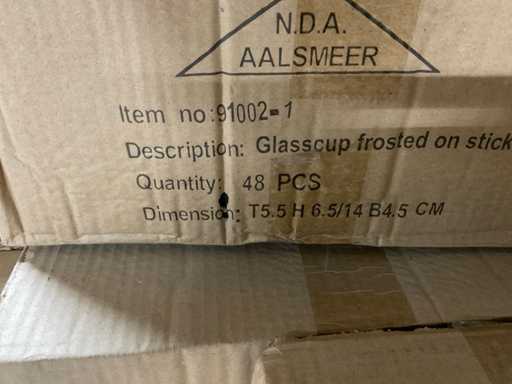 N.D.A.
AALSMEER
Item no:91002-1
Description: Glasscup frosted on stick
Quantity: 48 PCS
Dimension: T5.5 H 6.5/14 B4.5 CM